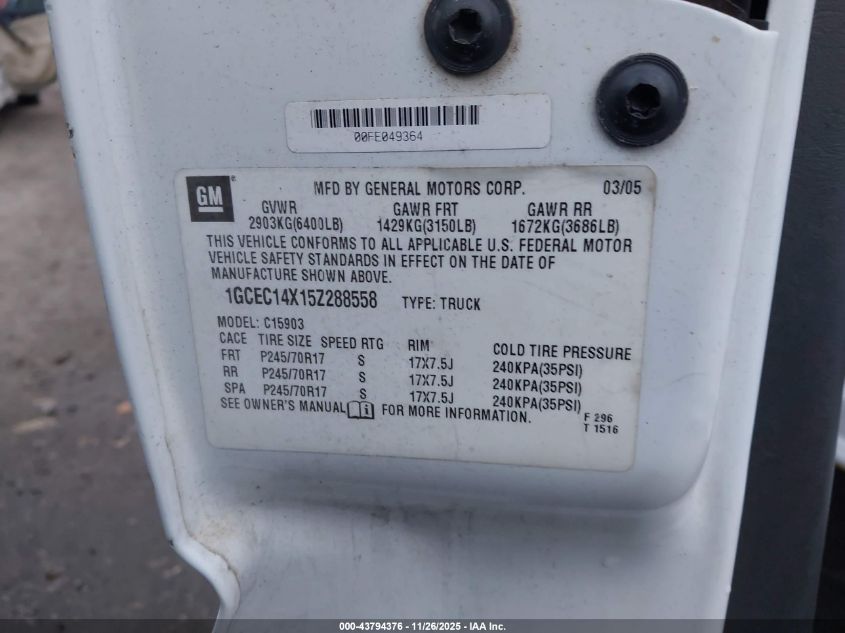 00FE049364
GM MFD BY GENERAL MOTORS CORP. 03/05
GVWR GAWR FRT GAWR RR
2903KG(6400LB) 1429KG(3150LB) 1672KG(3686LB)
THIS VEHICLE CONFORMS TO ALL APPLICABLE U.S. FEDERAL MOTOR
VEHICLE SAFETY STANDARDS IN EFFECT ON THE DATE OF
MANUFACTURE SHOWN ABOVE.
1GCEC14X15Z288558 TYPE: TRUCK
MODEL: C15903
CACE TIRE SIZE SPEED RTG RIM COLD TIRE PRESSURE
FRT P245/70R17 S 17X7.5J 240KPA(35PSI)
RR P245/70R17 S 17X7.5J 240KPA(35PSI)
SPA P245/70R17 S 17X7.5J 240KPA(35PSI)
SEE OWNER'S MANUAL FOR MORE INFORMATION. F 296
T 1516
000-43794376 - 11/26/2025 - IAA Inc.